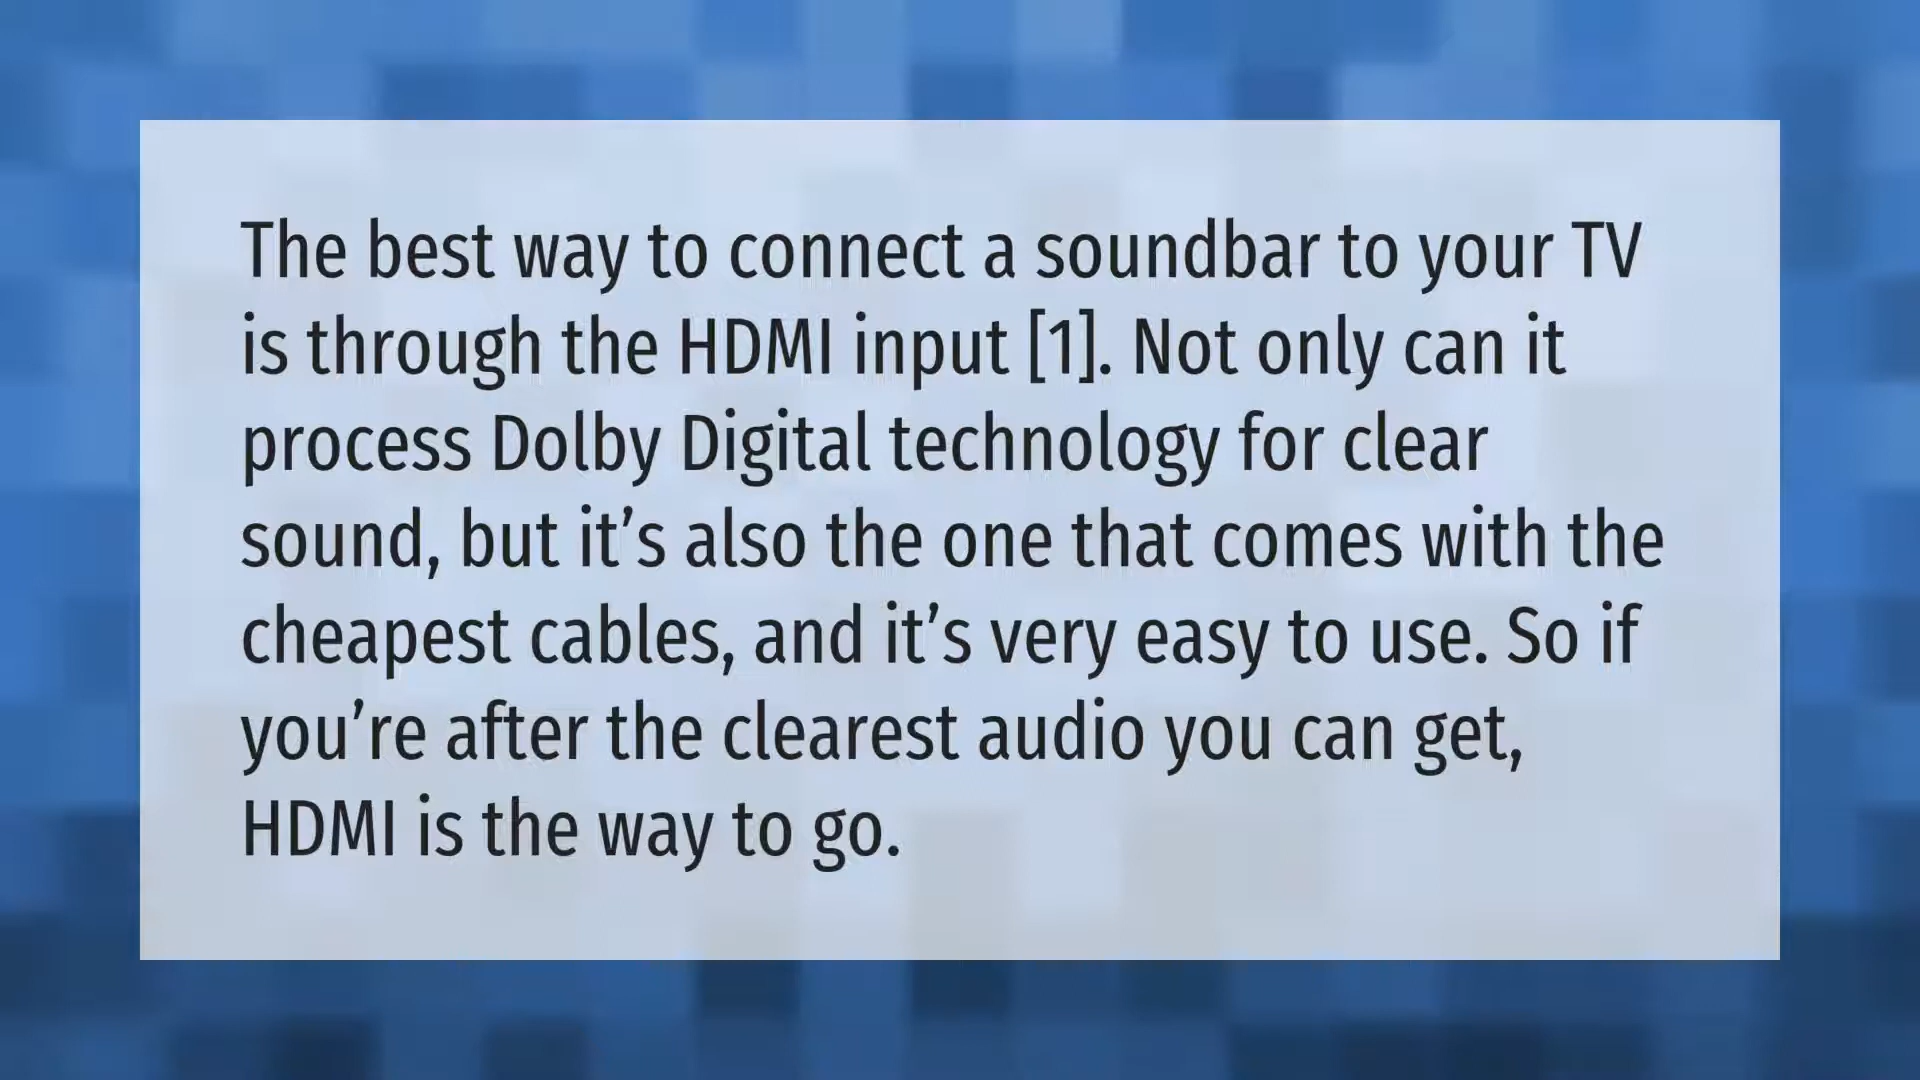 The best way to connect a soundbar to your TV
is through the HDMI input [1]. Not only can it
process Dolby Digital technology for clear
sound, but it’s also the one that comes with the
cheapest cables, and it’s very easy to use. So if
you’re after the clearest audio you can get,
HDMI is the way to go.